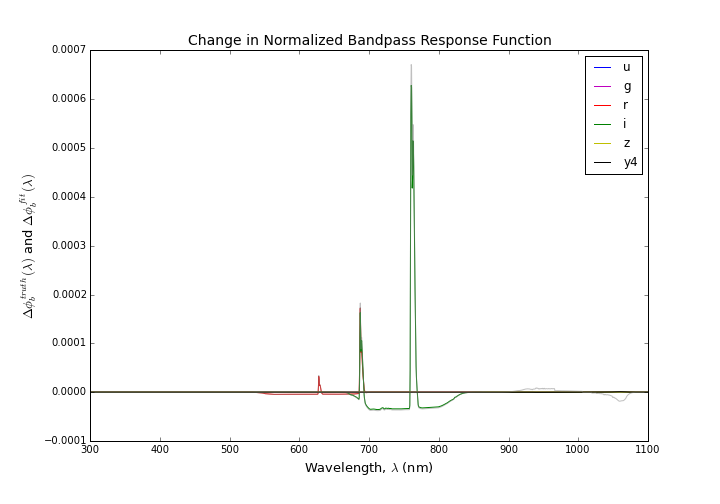 Change in Normalized Bandpass Response Function
0.0007
0.0006
0.0005
0.0004
0.0003
0.0002
0.0001
0.0000
−0.0001
Δϕ_b^truth(λ) and Δϕ_b^fit(λ)
u
g
r
i
z
y4
300 400 500 600 700 800 900 1000 1100
Wavelength, λ (nm)